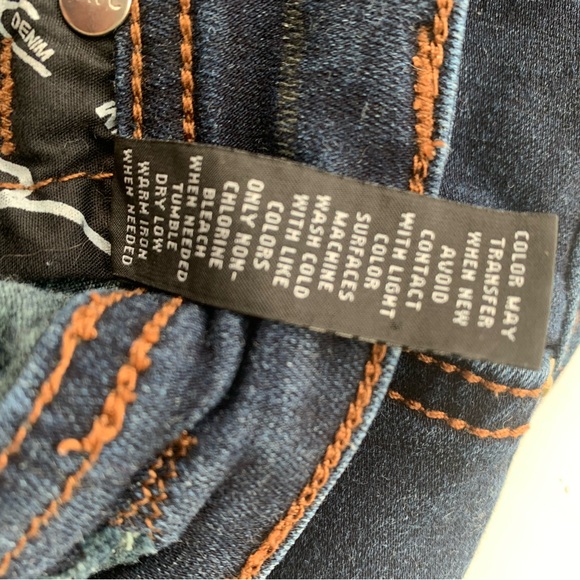 COLOR MAY
TRANSFER
WHEN NEW
AVOID
CONTACT
WITH LIGHT
COLOR
SURFACES
MACHINE
WASH COLD
WITH LIKE
COLORS
ONLY NON-
CHLORINE
BLEACH
WHEN NEEDED
TUMBLE
DRY LOW
WARM IRON
WHEN NEEDED
DENIM